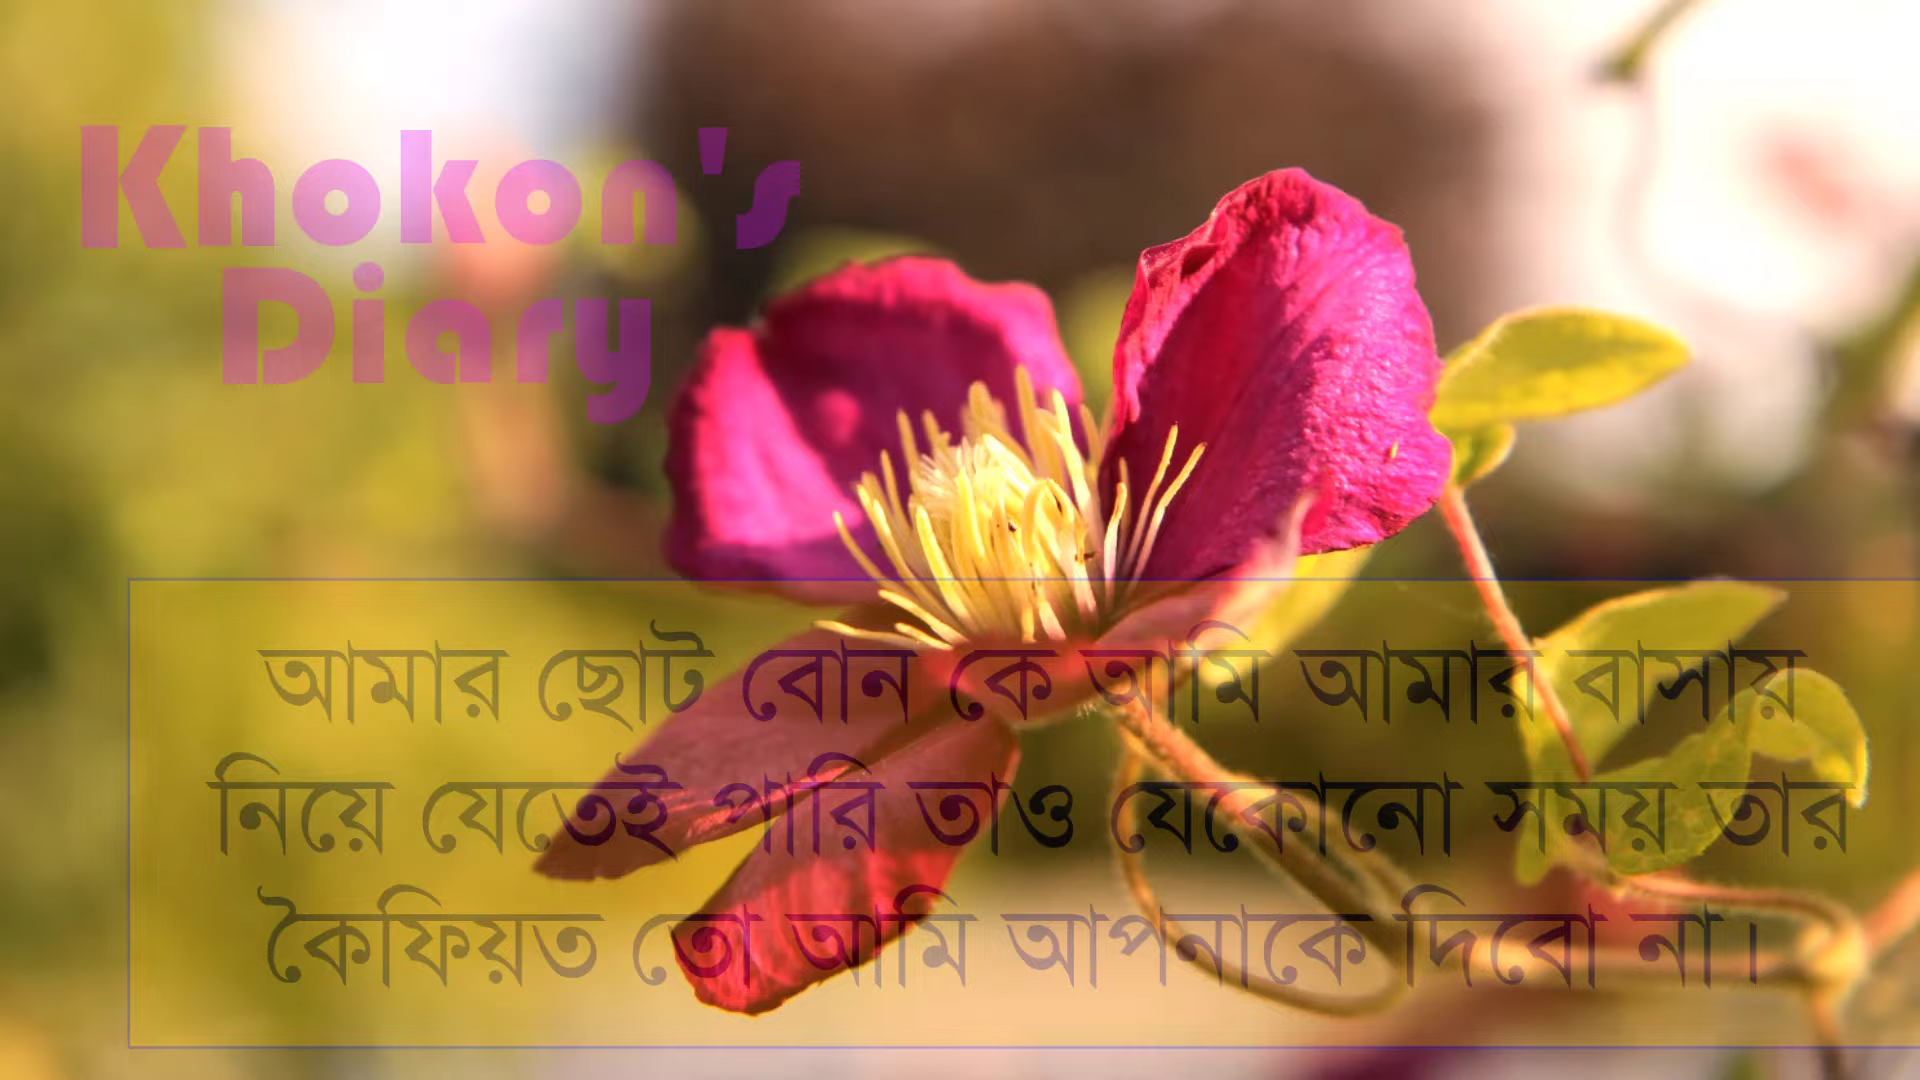 Khokon's
Diary
আমার ছোট বোন কে আমি আমার বাসায়
নিয়ে যেতেই পারি তাও যেকোনো সময় তার
কৈফিয়ত তো আমি আপনাকে দিবো না।